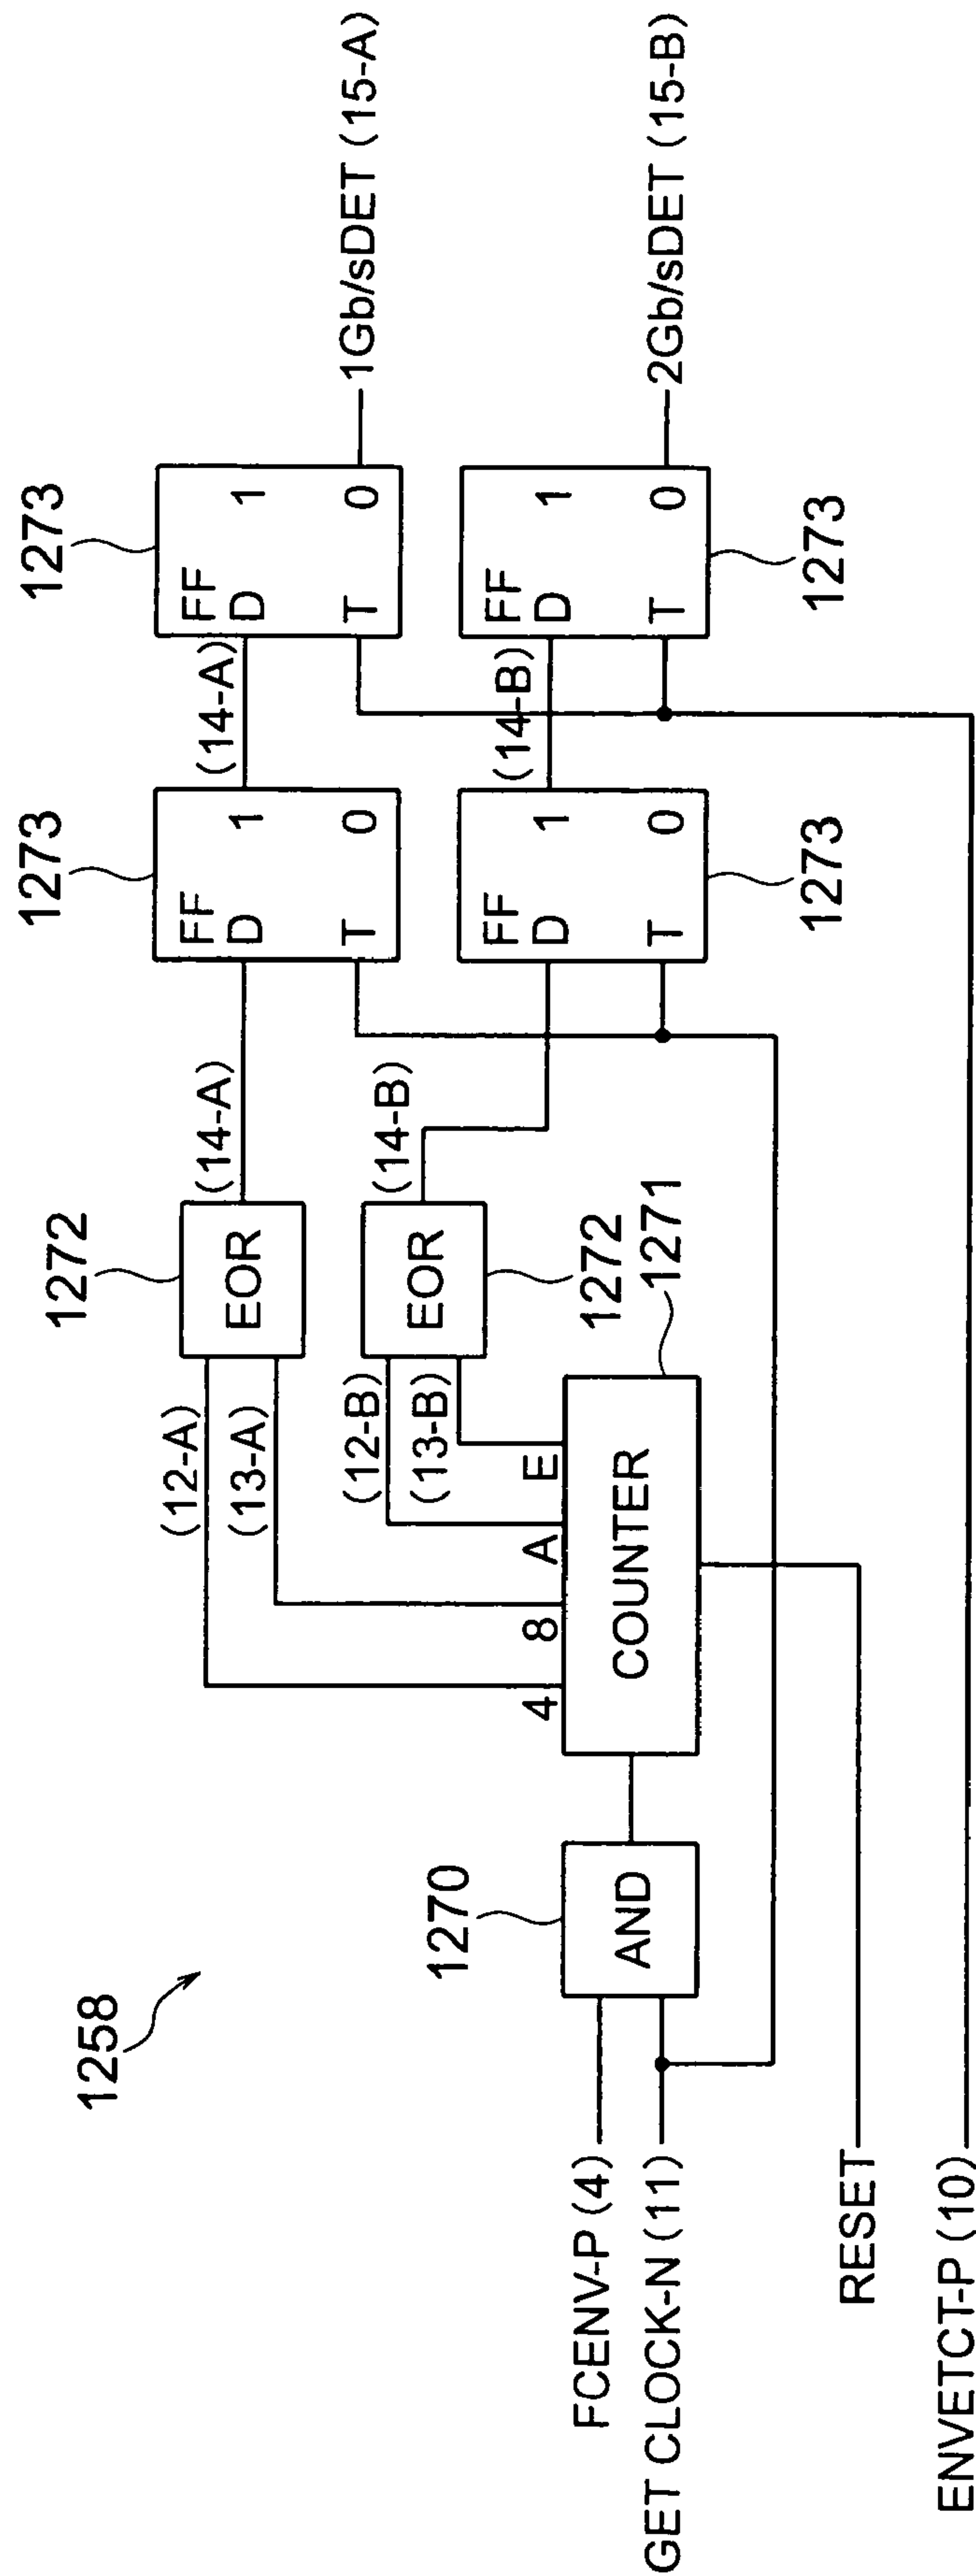 1258
1270
1272
1273
1273
FCENV-P (4)
GET CLOCK-N (11)
RESET
ENVETCT-P (10)
AND
COUNTER
4
8
A
E
(12-A)
(13-A)
(12-B)
(13-B)
EOR
EOR
1272
1271
(14-A)
(14-B)
FF
D
1
T
0
FF
D
1
T
0
1273
(14-A)
(14-B)
FF
D
1
T
0
FF
D
1
T
0
1273
1Gb/sDET (15-A)
2Gb/sDET (15-B)